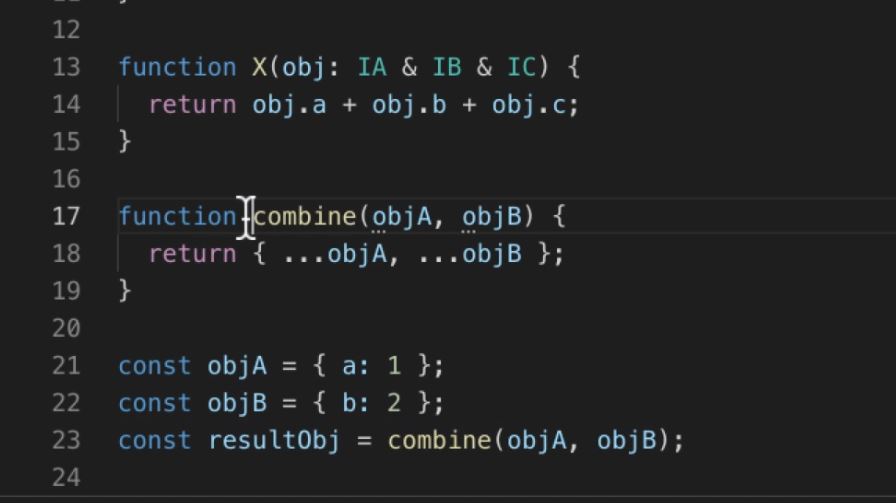 12
13 function X(obj: IA & IB & IC) {
14   return obj.a + obj.b + obj.c;
15 }
16
17 function combine(objA, objB) {
18   return { ...objA, ...objB };
19 }
20
21 const objA = { a: 1 };
22 const objB = { b: 2 };
23 const resultObj = combine(objA, objB);
24